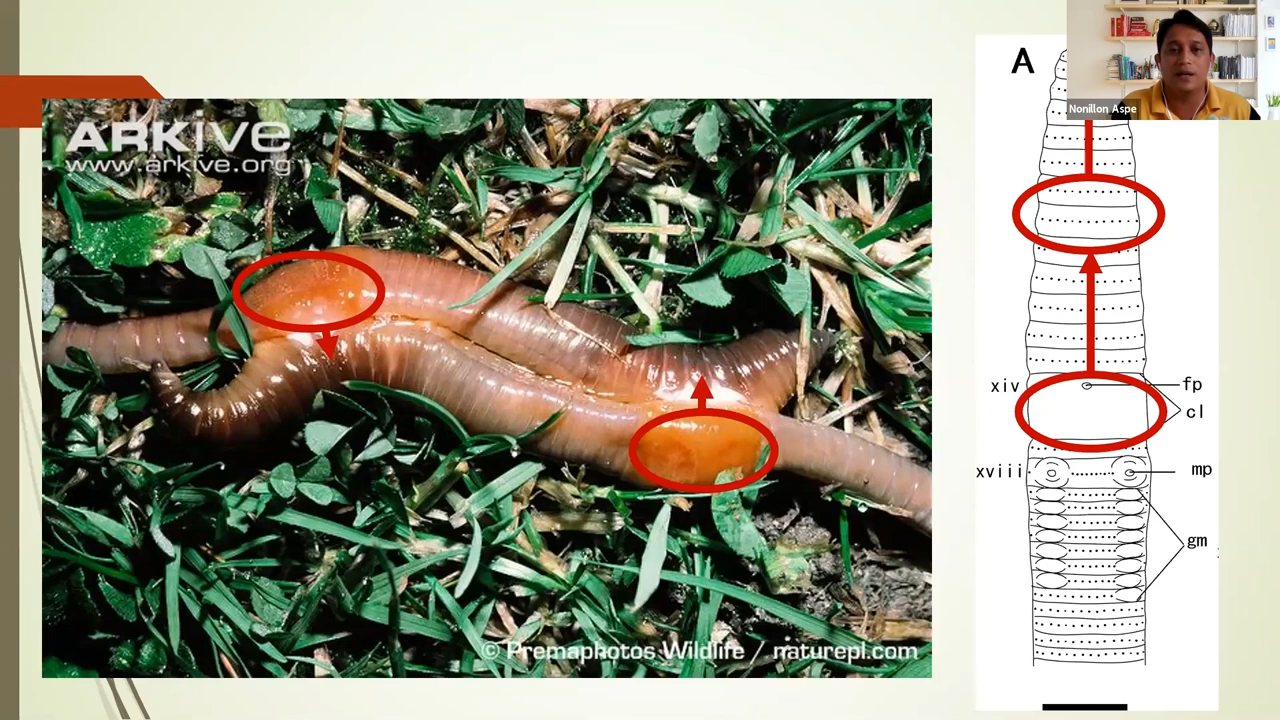 ARKive
www.arkive.org
© Premaphotos Wildlife / naturepl.com
A
Nonillon Aspe
xiv
fp
cl
xviii
mp
gm